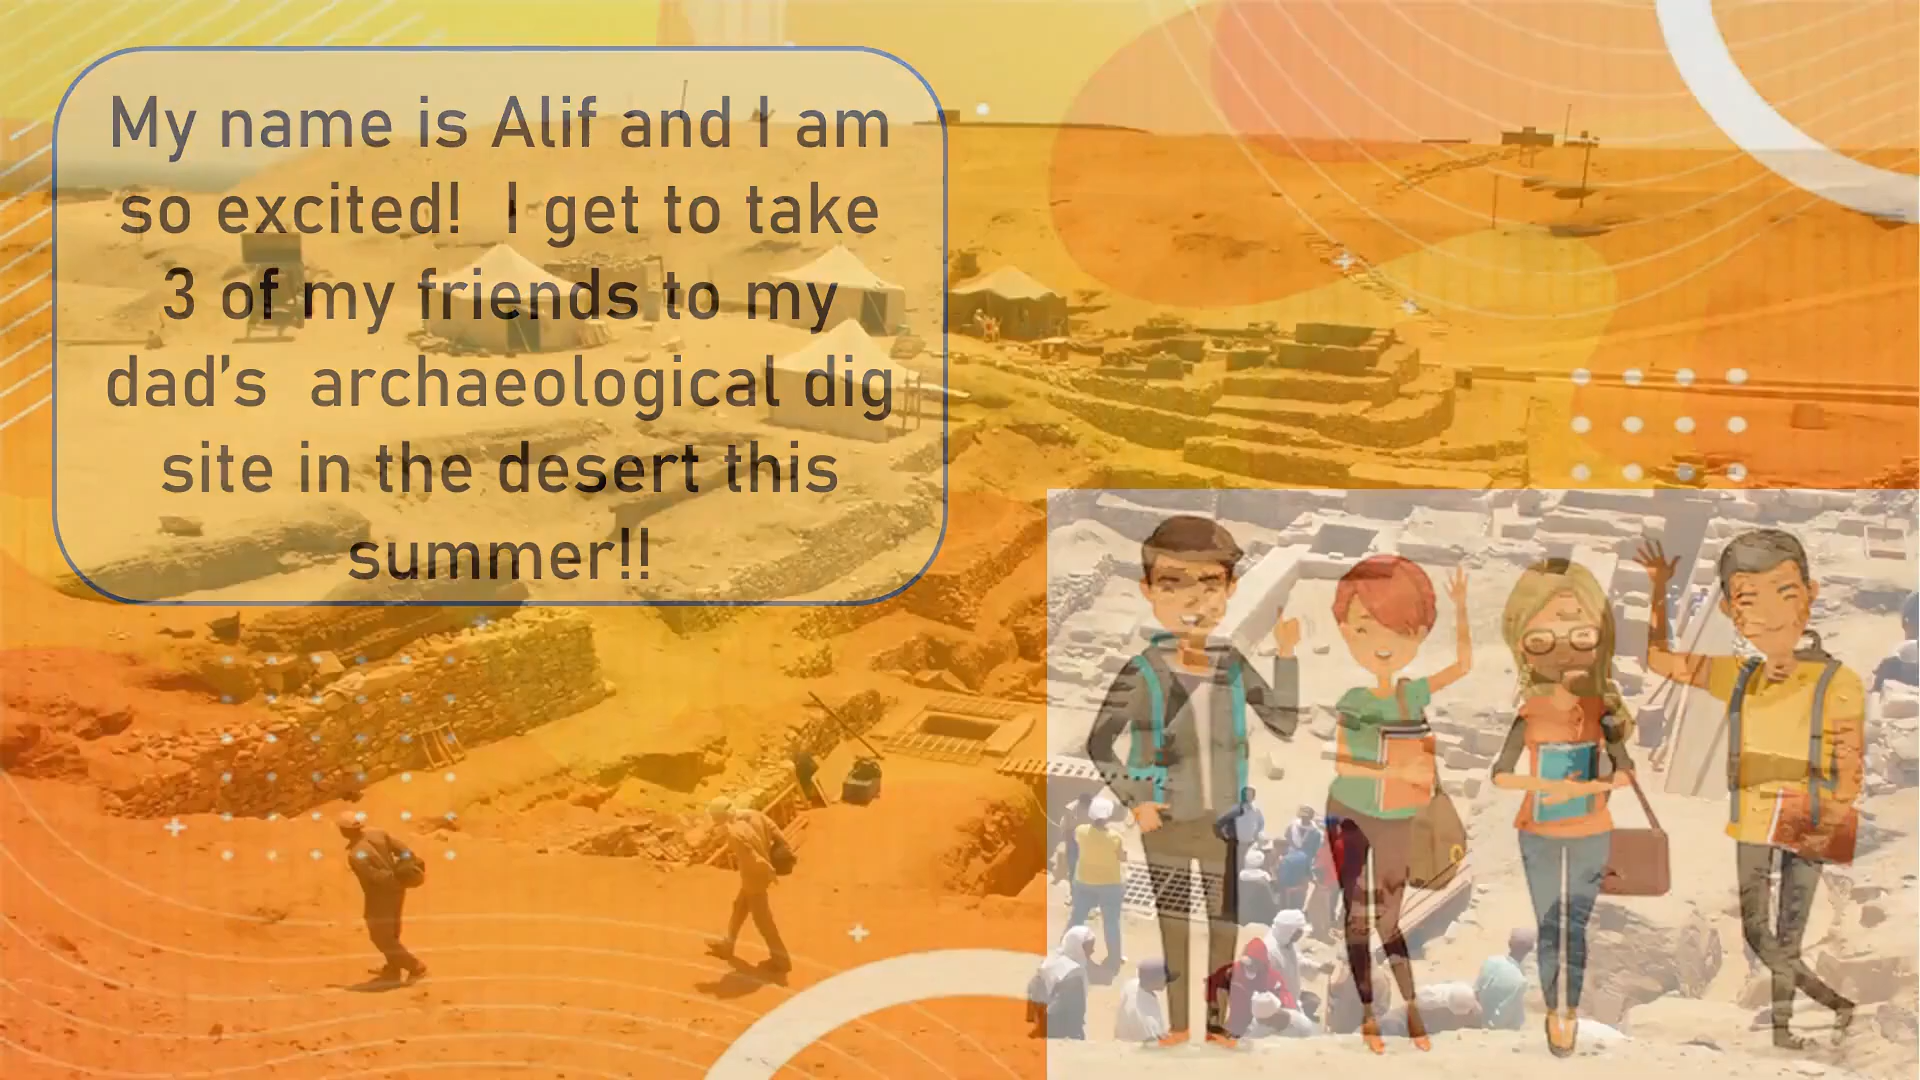 My name is Alif and I am
so excited!  I get to take
3 of my friends to my
dad's  archaeological dig
site in the desert this
summer!!